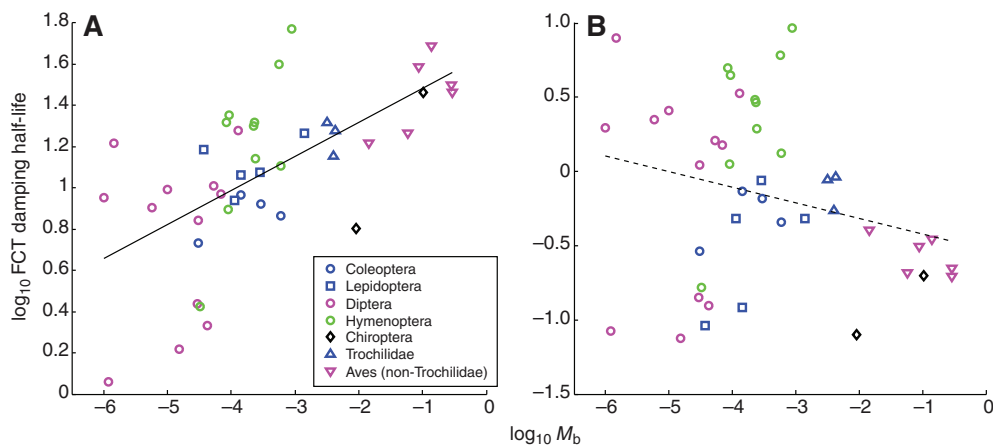 A
B
log10 FCT damping half-life
1.8
1.6
1.4
1.2
1.0
0.8
0.6
0.4
0.2
0
−6 −5 −4 −3 −2 −1 0
Coleoptera
Lepidoptera
Diptera
Hymenoptera
Chiroptera
Trochilidae
Aves (non-Trochilidae)
1.0
0.5
0
−0.5
−1.0
−1.5
−6 −5 −4 −3 −2 −1 0
log10 Mb